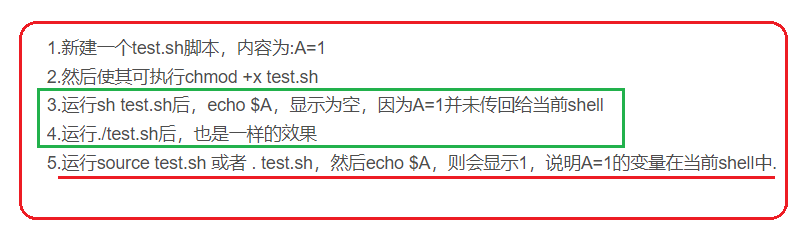 1.新建一个test.sh脚本，内容为:A=1
2.然后使其可执行chmod +x test.sh
3.运行sh test.sh后，echo $A，显示为空，因为A=1并未传回给当前shell
4.运行./test.sh后，也是一样的效果
5.运行source test.sh 或者 . test.sh，然后echo $A，则会显示1，说明A=1的变量在当前shell中.